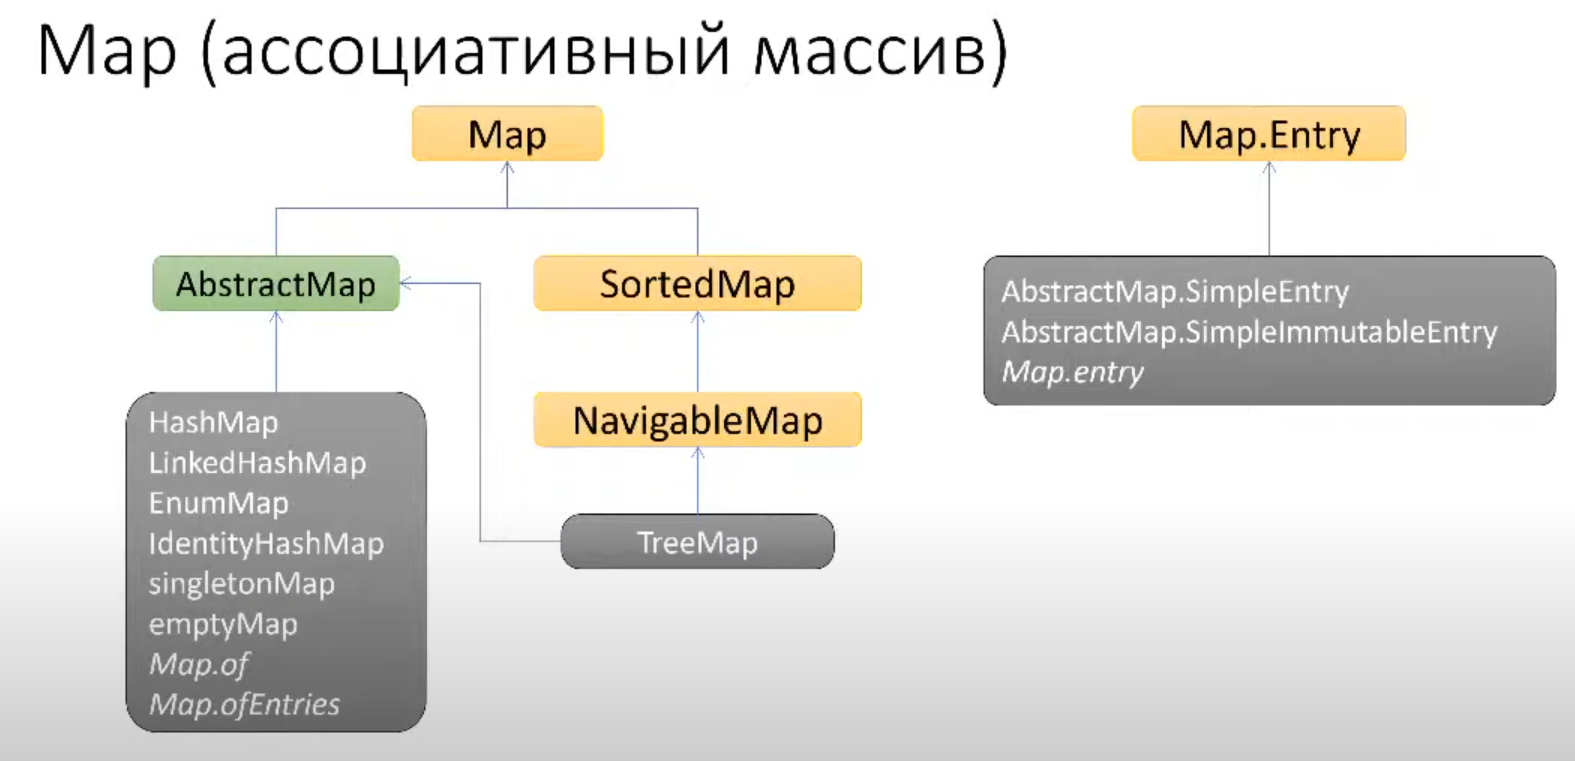 Map (ассоциативный массив)
Map
Map.Entry
AbstractMap
SortedMap
AbstractMap.SimpleEntry
AbstractMap.SimpleImmutableEntry
Map.entry
NavigableMap
HashMap
LinkedHashMap
EnumMap
IdentityHashMap
singletonMap
emptyMap
Map.of
Map.ofEntries
TreeMap